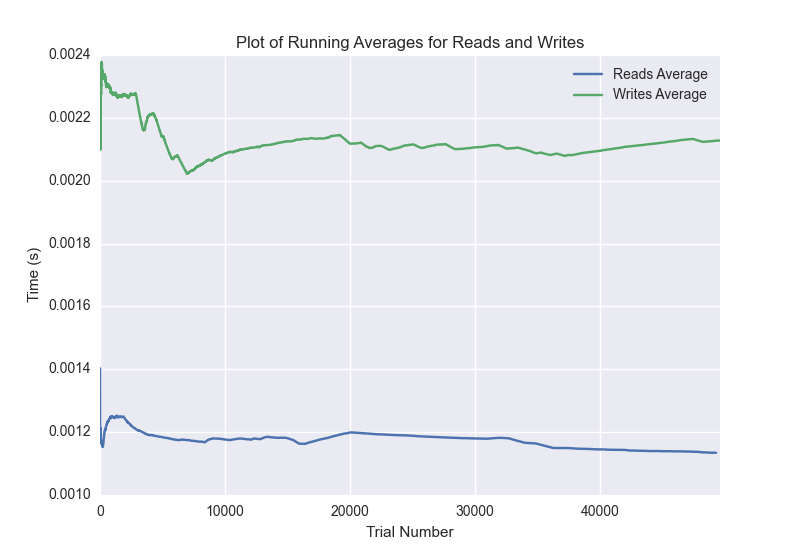 Plot of Running Averages for Reads and Writes
0.0024
0.0022
0.0020
0.0018
0.0016
0.0014
0.0012
0.0010
Time (s)
Reads Average
Writes Average
0
10000
20000
30000
40000
Trial Number